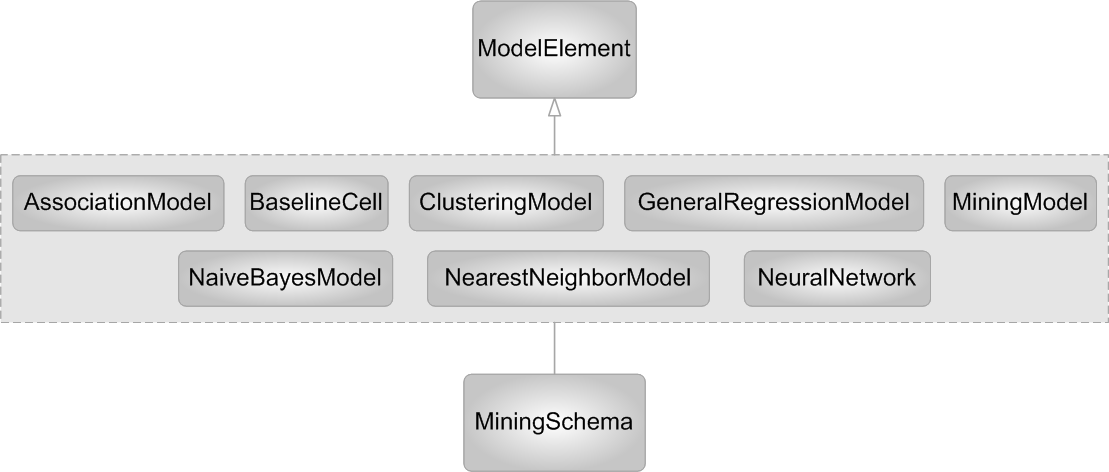 ModelElement
AssociationModel BaselineCell ClusteringModel GeneralRegressionModel MiningModel
NaiveBayesModel NearestNeighborModel NeuralNetwork
MiningSchema